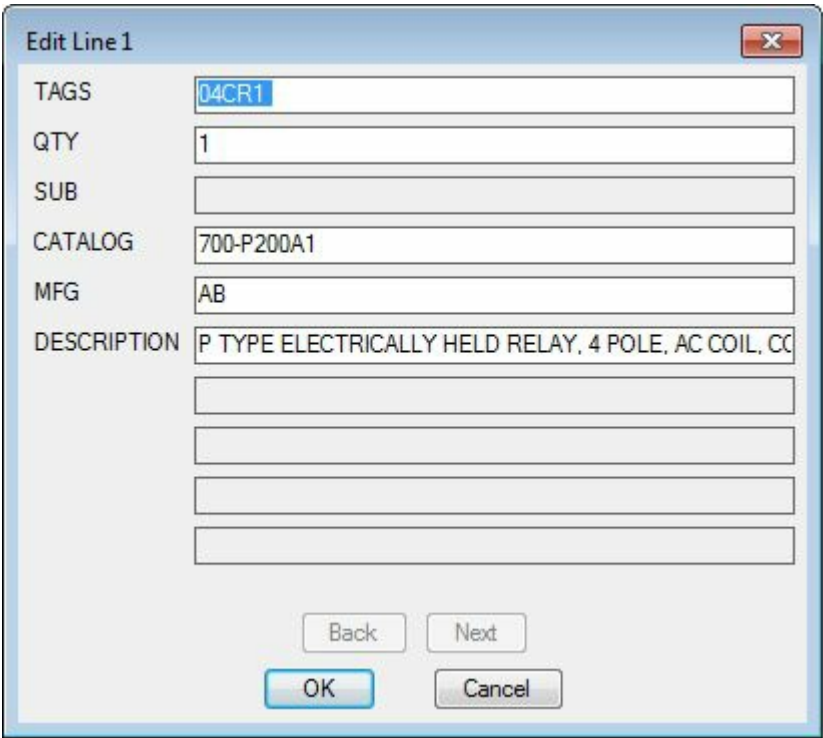 Edit Line 1
TAGS 04CR1
QTY 1
SUB
CATALOG 700-P200A1
MFG AB
DESCRIPTION P TYPE ELECTRICALLY HELD RELAY, 4 POLE, AC COIL,
Back Next
OK Cancel